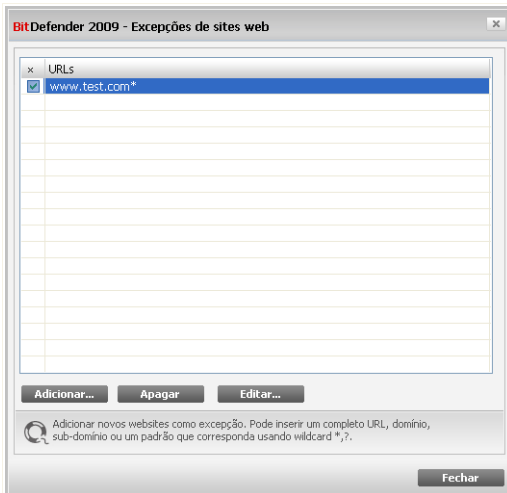 BitDefender 2009 - Excepções de sites web
x URLs
www.test.com*
Adicionar... Apagar Editar...
Adicionar novos websites como excepção. Pode inserir um completo URL, domínio,
sub-domínio ou um padrão que corresponda usando wildcard *,?.
Fechar